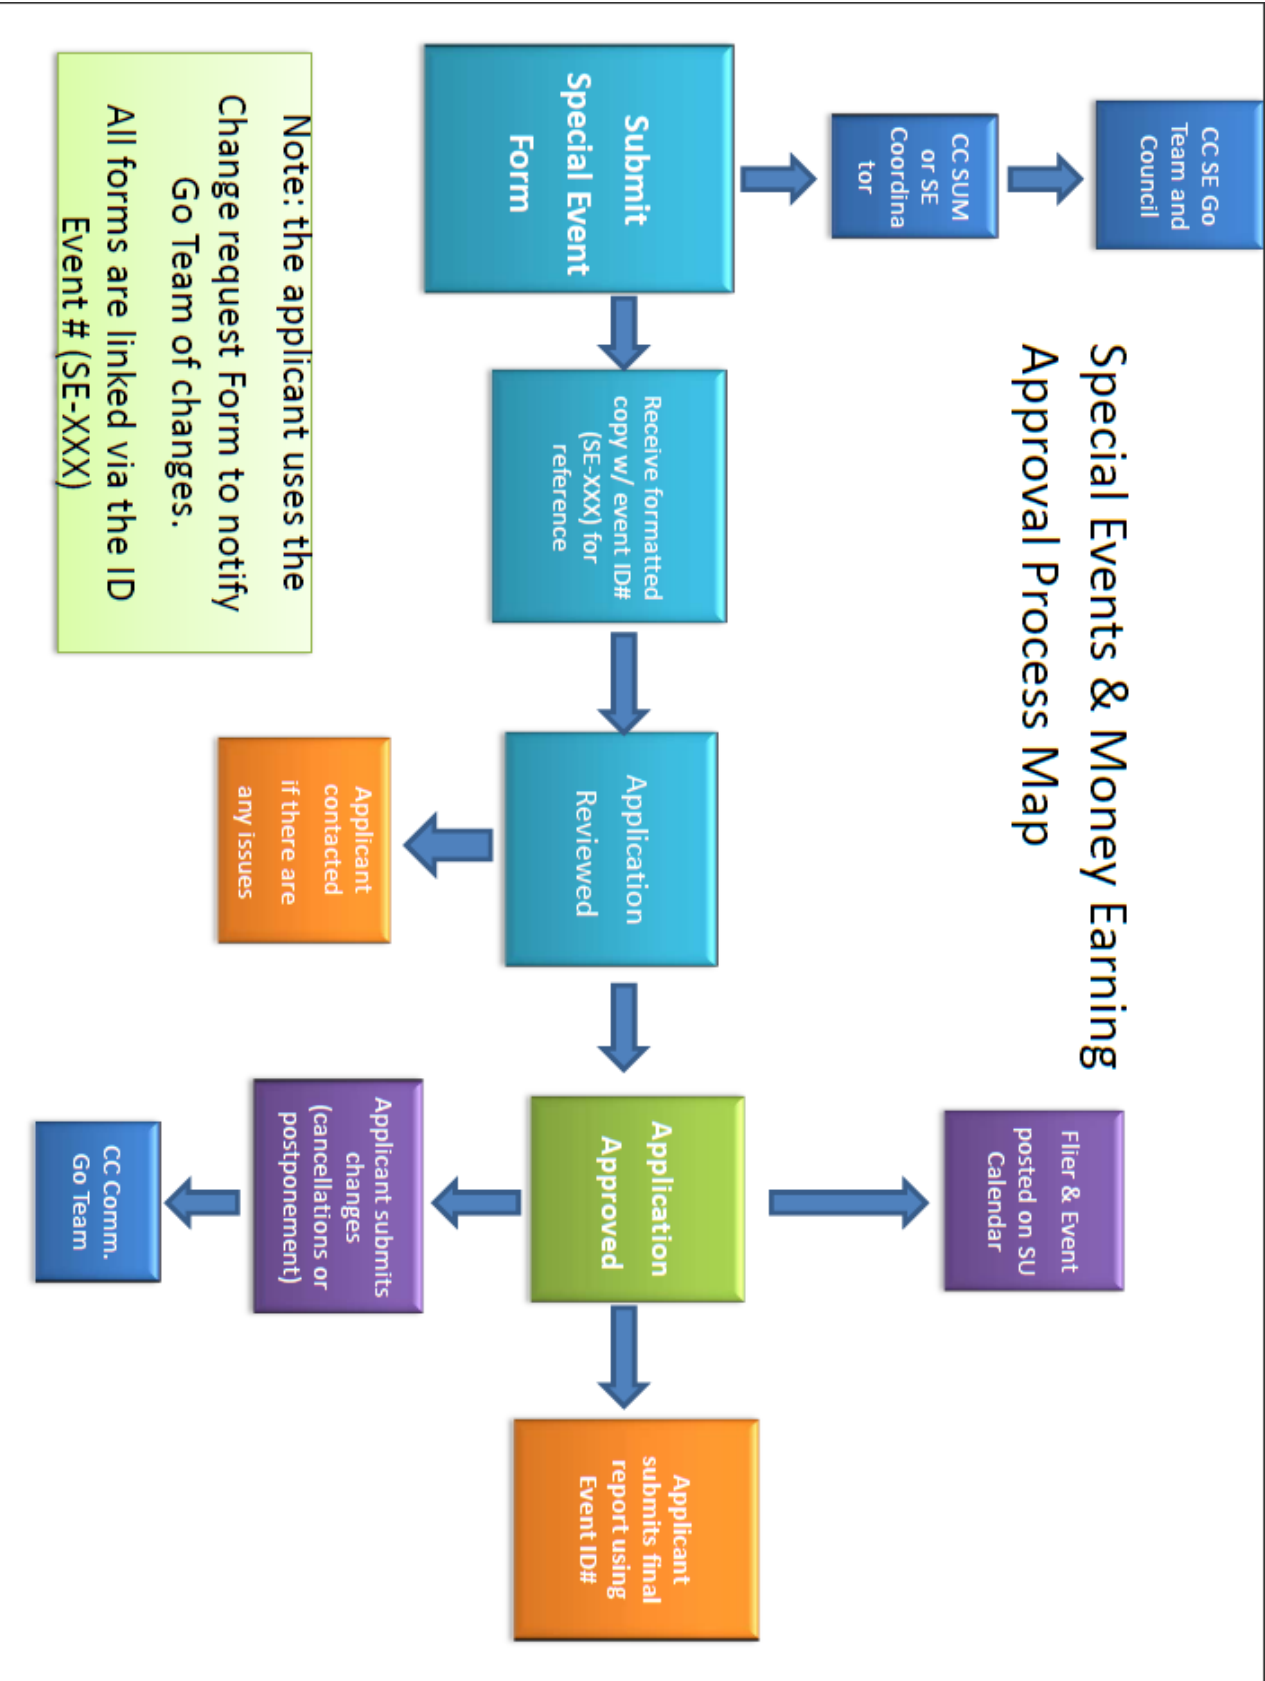 Special Events & Money Earning
Approval Process Map
CC SE Go
Team and
Council
CC SUM
or SE
Coordina
tor
Submit
Special Event
Form
Receive formatted
copy w/ event ID#
(SE-XXX) for
reference
Application
Reviewed
Applicant
contacted
if there are
any issues
Application
Approved
Flier & Event
posted on SU
Calendar
Applicant submits
changes
(cancellations or
postponement)
CC Comm.
Go Team
Applicant
submits final
report using
Event ID#
Note: the applicant uses the
Change request Form to notify
Go Team of changes.
All forms are linked via the ID
Event # (SE-XXX)